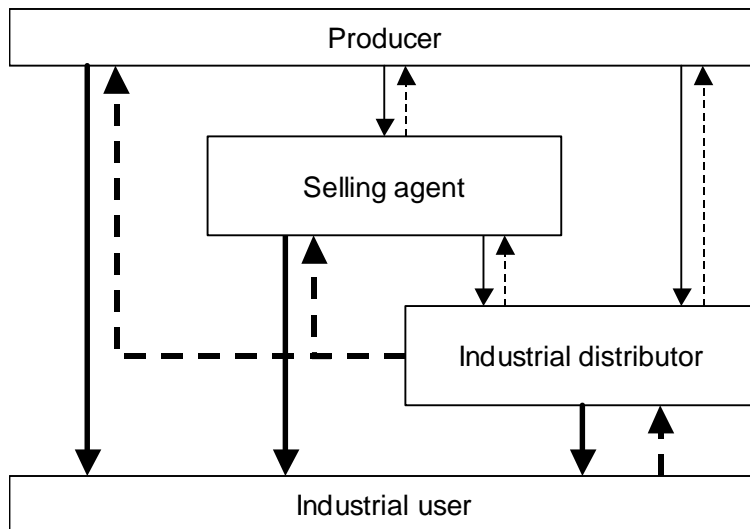 Producer
Selling agent
Industrial distributor
Industrial user